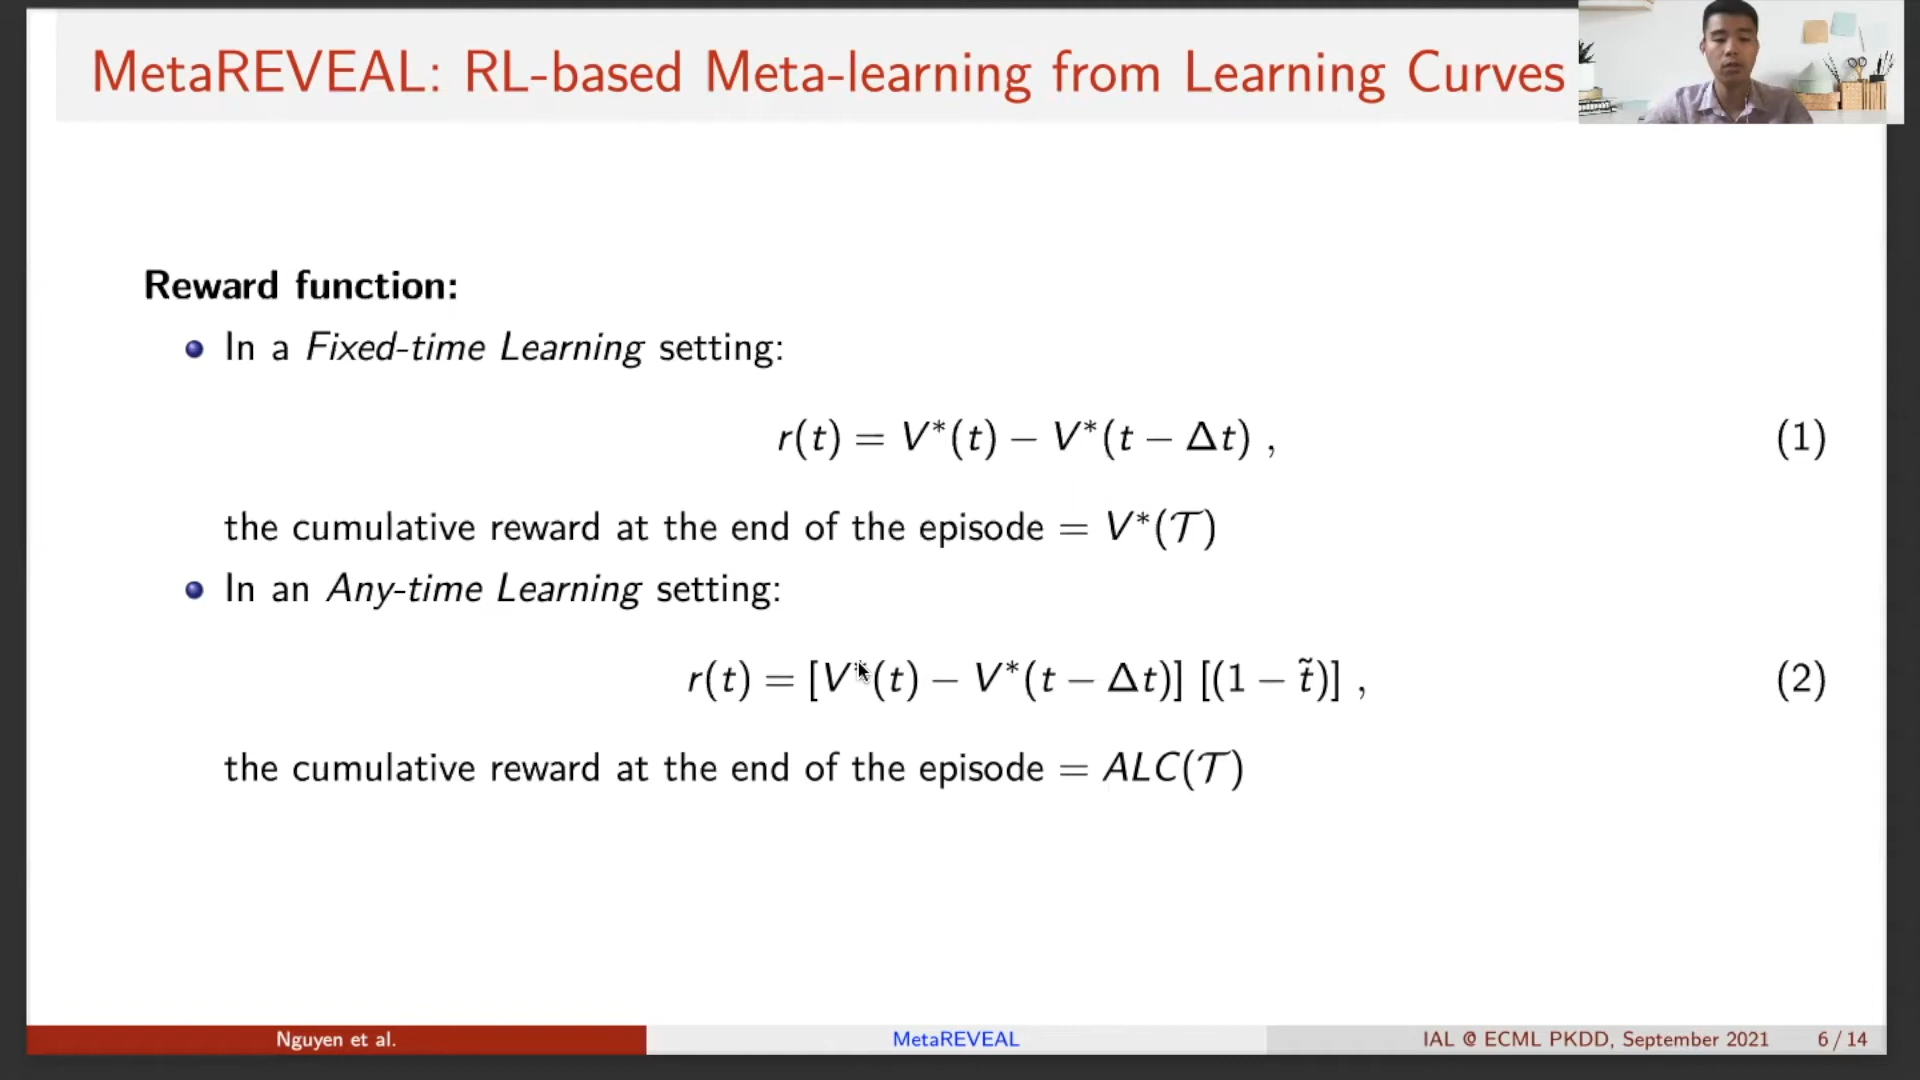 MetaREVEAL: RL-based Meta-learning from Learning Curves
Reward function:
In a Fixed-time Learning setting:
r(t) = V*(t) − V*(t − Δt) , (1)
the cumulative reward at the end of the episode = V*(𝒯)
In an Any-time Learning setting:
r(t) = [V*(t) − V*(t − Δt)] [(1 − t̃)] , (2)
the cumulative reward at the end of the episode = ALC(𝒯)
Nguyen et al. MetaREVEAL IAL @ ECML PKDD, September 2021 6 / 14